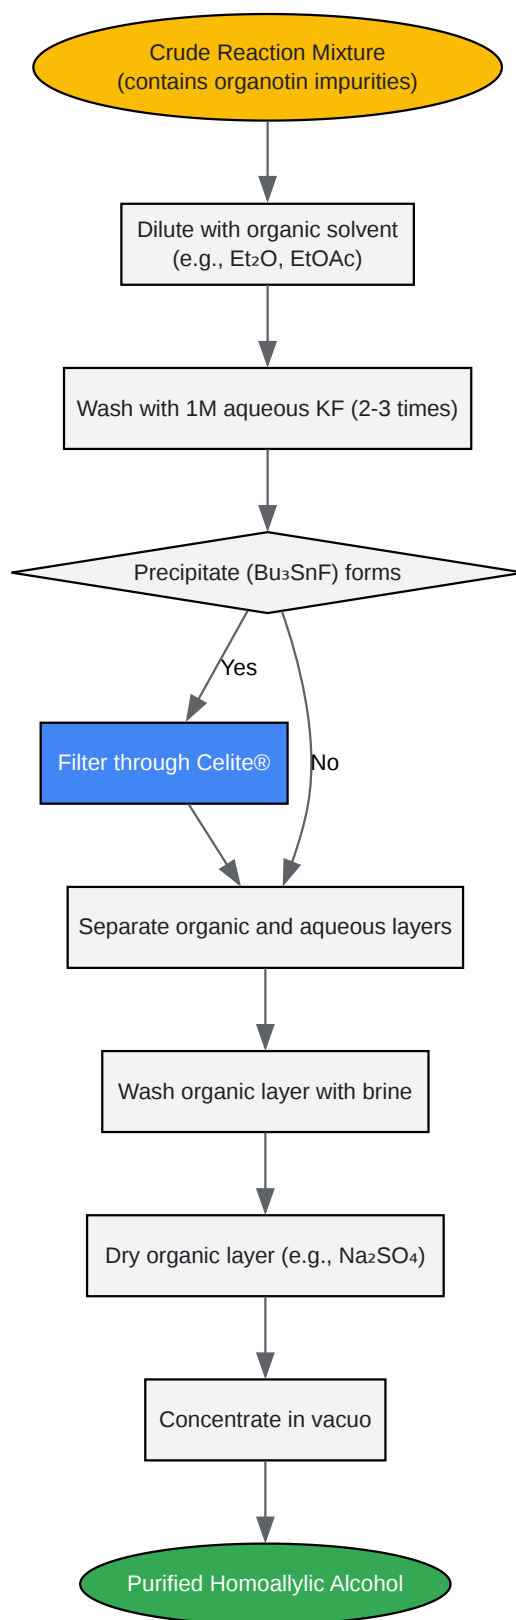 Crude Reaction Mixture
(contains organotin impurities)
Dilute with organic solvent
(e.g., Et₂O, EtOAc)
Wash with 1M aqueous KF (2-3 times)
Precipitate (Bu₃SnF) forms
Yes
Filter through Celite®
No
Separate organic and aqueous layers
Wash organic layer with brine
Dry organic layer (e.g., Na₂SO₄)
Concentrate in vacuo
Purified Homoallylic Alcohol